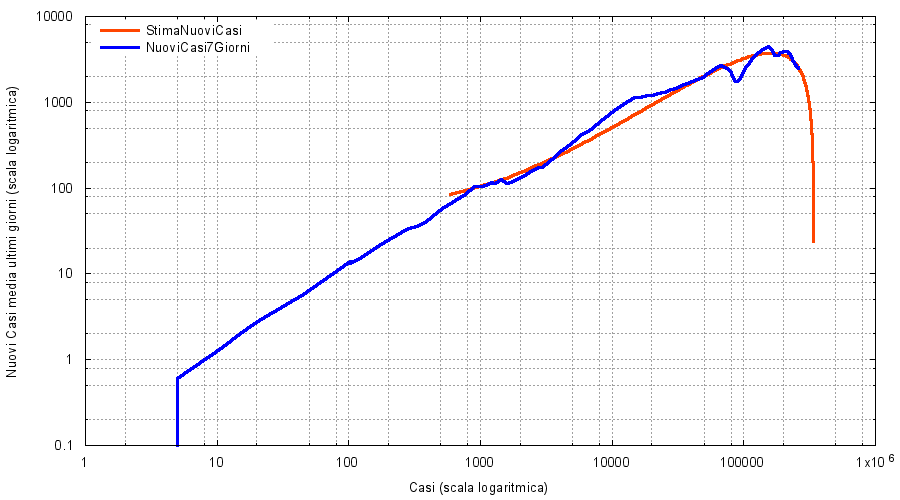 10000
1000
100
10
1
0.1
StimaNuoviCasi
NuoviCasi7Giorni
Nuovi Casi media ultimi giorni (scala logaritmica)
1 10 100 1000 10000 100000 1x10 6
Casi (scala logaritmica)